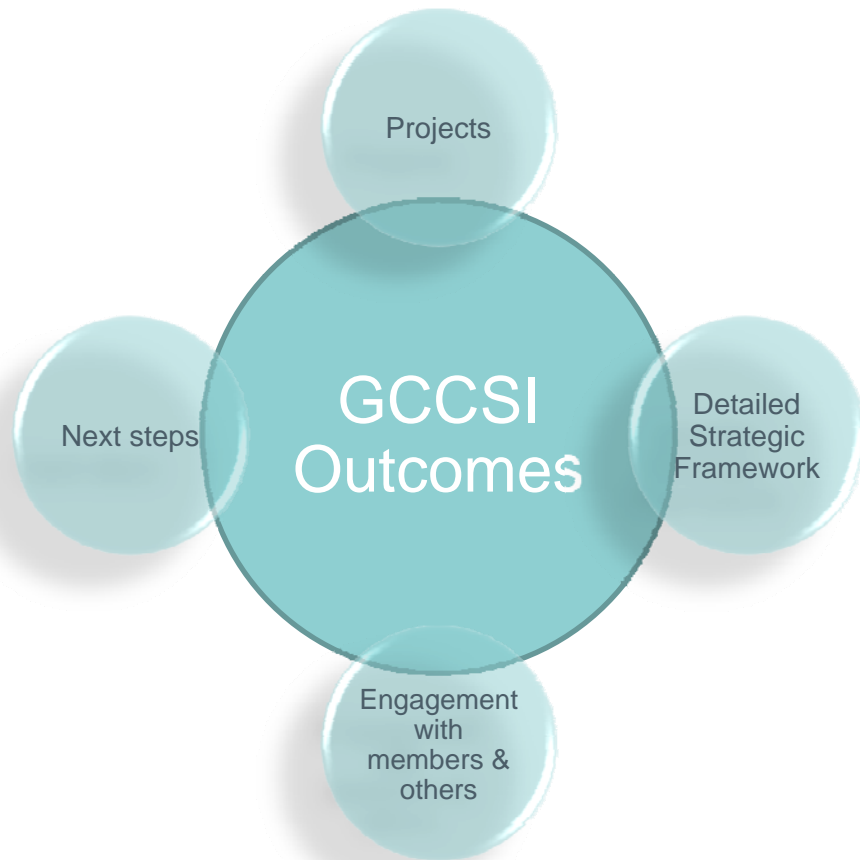 Projects
GCCSI
Outcomes
Next steps
Detailed
Strategic
Framework
Engagement
with
members &
others